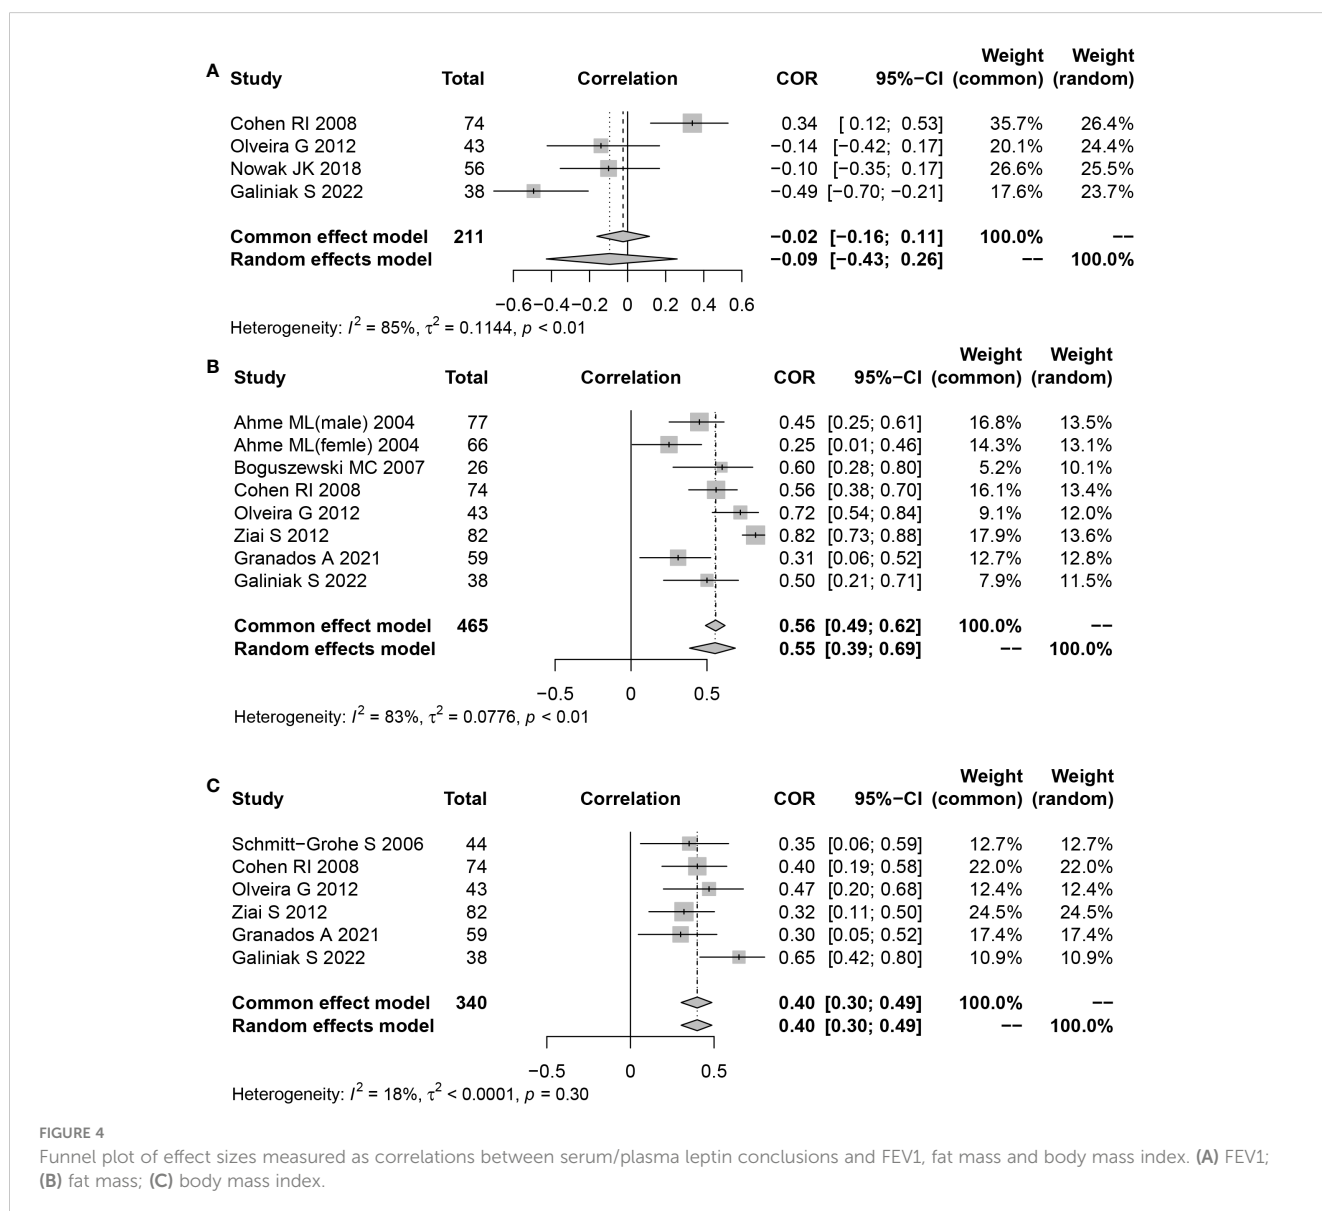 Weight Weight
A Study Total Correlation COR 95%−CI (common) (random)
Cohen RI 2008 74 0.34 [ 0.12; 0.53] 35.7% 26.4%
Olveira G 2012 43 −0.14 [−0.42; 0.17] 20.1% 24.4%
Nowak JK 2018 56 −0.10 [−0.35; 0.17] 26.6% 25.5%
Galiniak S 2022 38 −0.49 [−0.70; −0.21] 17.6% 23.7%
Common effect model 211 −0.02 [−0.16; 0.11] 100.0% −−
Random effects model −0.09 [−0.43; 0.26] −− 100.0%
−0.6 −0.4 −0.2 0 0.2 0.4 0.6
Heterogeneity: I² = 85%, τ² = 0.1144, p < 0.01
Weight Weight
B Study Total Correlation COR 95%−CI (common) (random)
Ahme ML(male) 2004 77 0.45 [0.25; 0.61] 16.8% 13.5%
Ahme ML(femle) 2004 66 0.25 [0.01; 0.46] 14.3% 13.1%
Boguszewski MC 2007 26 0.60 [0.28; 0.80] 5.2% 10.1%
Cohen RI 2008 74 0.56 [0.38; 0.70] 16.1% 13.4%
Olveira G 2012 43 0.72 [0.54; 0.84] 9.1% 12.0%
Ziai S 2012 82 0.82 [0.73; 0.88] 17.9% 13.6%
Granados A 2021 59 0.31 [0.06; 0.52] 12.7% 12.8%
Galiniak S 2022 38 0.50 [0.21; 0.71] 7.9% 11.5%
Common effect model 465 0.56 [0.49; 0.62] 100.0% −−
Random effects model 0.55 [0.39; 0.69] −− 100.0%
−0.5 0 0.5
Heterogeneity: I² = 83%, τ² = 0.0776, p < 0.01
Weight Weight
C Study Total Correlation COR 95%−CI (common) (random)
Schmitt−Grohe S 2006 44 0.35 [0.06; 0.59] 12.7% 12.7%
Cohen RI 2008 74 0.40 [0.19; 0.58] 22.0% 22.0%
Olveira G 2012 43 0.47 [0.20; 0.68] 12.4% 12.4%
Ziai S 2012 82 0.32 [0.11; 0.50] 24.5% 24.5%
Granados A 2021 59 0.30 [0.05; 0.52] 17.4% 17.4%
Galiniak S 2022 38 0.65 [0.42; 0.80] 10.9% 10.9%
Common effect model 340 0.40 [0.30; 0.49] 100.0% −−
Random effects model 0.40 [0.30; 0.49] −− 100.0%
−0.5 0 0.5
Heterogeneity: I² = 18%, τ² < 0.0001, p = 0.30
FIGURE 4
Funnel plot of effect sizes measured as correlations between serum/plasma leptin conclusions and FEV1, fat mass and body mass index. (A) FEV1;
(B) fat mass; (C) body mass index.